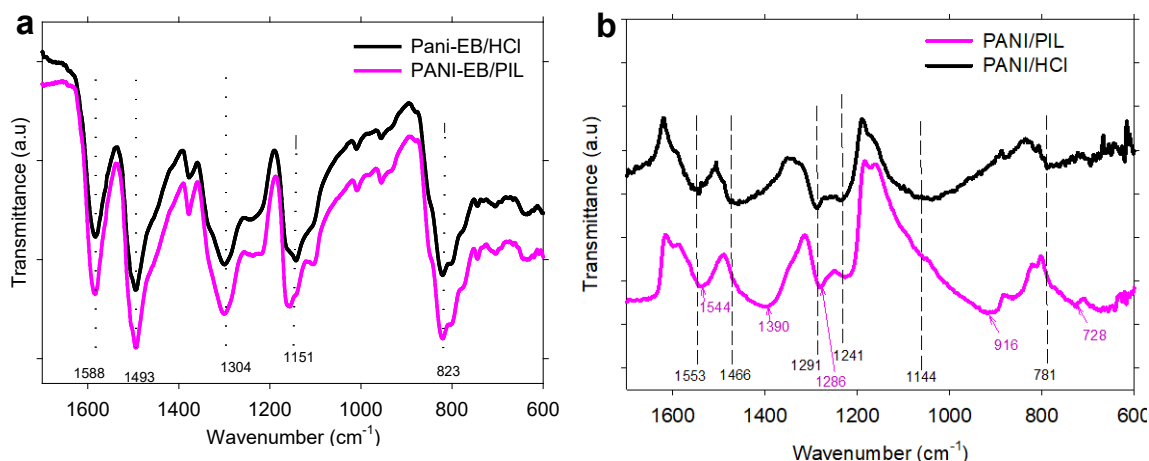 a
Pani-EB/HCl
PANI-EB/PIL
Transmittance (a.u)
1588
1493
1304
1151
823
1600
1400
1200
1000
800
600
Wavenumber (cm-1)
b
PANI/PIL
PANI/HCl
Transmittance (a.u)
1544
1390
916
728
1553
1466
1291
1241
1286
1144
781
1600
1400
1200
1000
800
600
Wavenumber (cm-1)